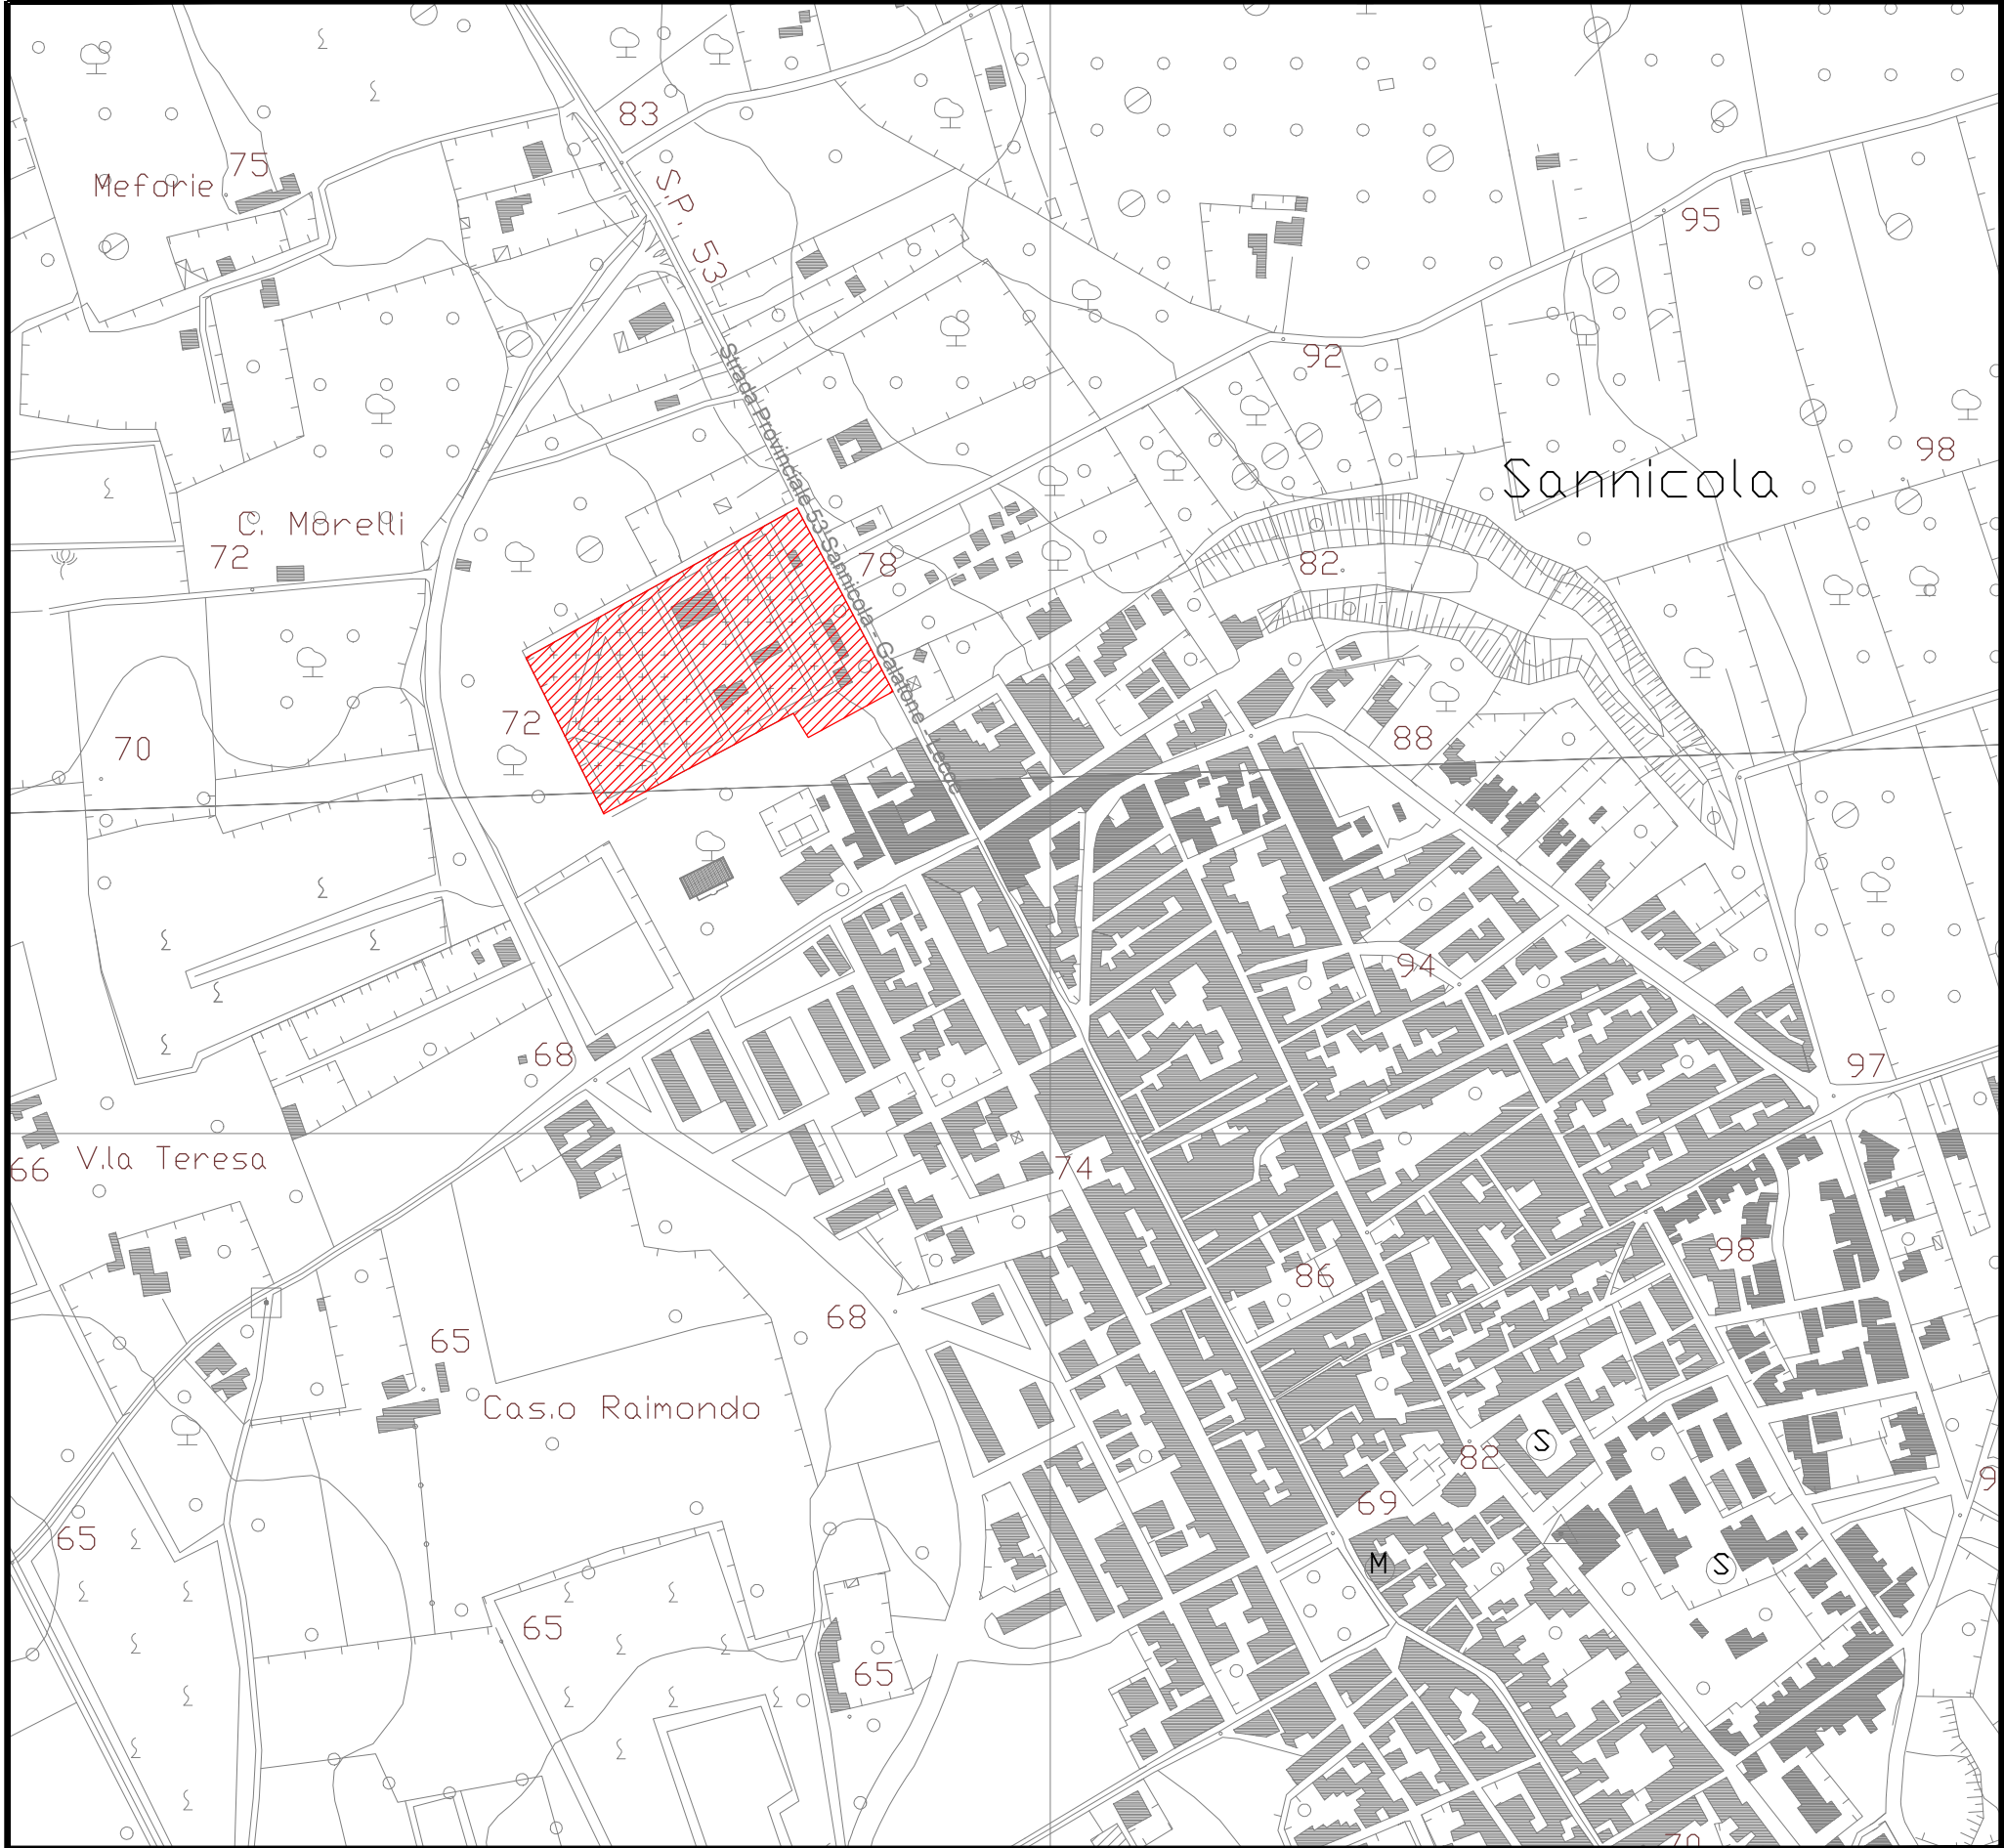 83
75
Meforie
S.P. 53
95
92
Strada Provinciale 53 Sannicola - Galatone - Lecce
98
Sannicola
C. Morelli
72
78
82
72
88
70
94
68
97
66
V.la Teresa
74
98
86
68
65
Cas.o Raimondo
S
82
69
65
M
S
65
65